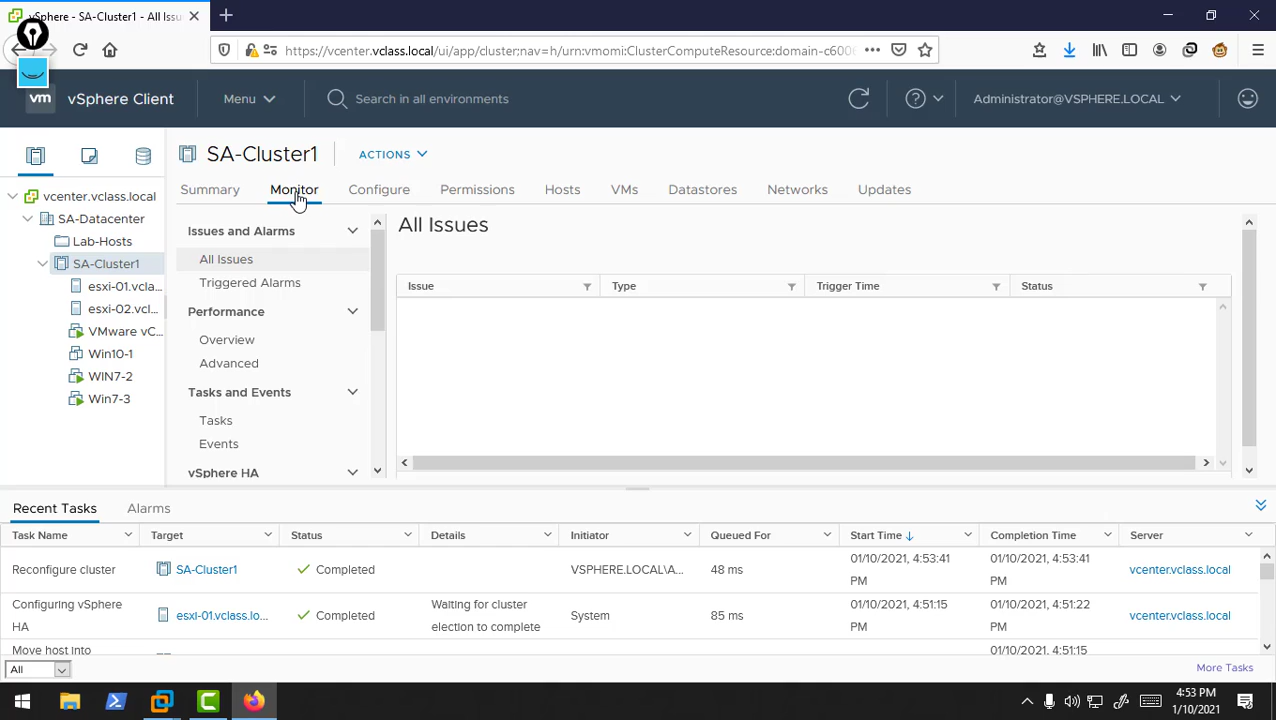 vSphere - SA-Cluster1 - All Issu
https://vcenter.vclass.local/ui/app/cluster:nav=h/urn:vmomi:ClusterComputeResource:domain-c600
vm vSphere Client Menu Search in all environments Administrator@VSPHERE.LOCAL
SA-Cluster1 ACTIONS
Summary Monitor Configure Permissions Hosts VMs Datastores Networks Updates
vcenter.vclass.local
SA-Datacenter
Lab-Hosts
SA-Cluster1
esxi-01.vcla...
esxi-02.vcl...
VMware vC...
Win10-1
WIN7-2
Win7-3
Issues and Alarms
All Issues
Triggered Alarms
Performance
Overview
Advanced
Tasks and Events
Tasks
Events
vSphere HA
All Issues
Issue Type Trigger Time Status
Recent Tasks Alarms
Task Name Target Status Details Initiator Queued For Start Time Completion Time Server
Reconfigure cluster SA-Cluster1 Completed VSPHERE.LOCAL\A... 48 ms 01/10/2021, 4:53:41 PM 01/10/2021, 4:53:41 PM vcenter.vclass.local
Configuring vSphere HA esxi-01.vclass.lo... Completed Waiting for cluster election to complete System 85 ms 01/10/2021, 4:51:15 PM 01/10/2021, 4:51:22 PM vcenter.vclass.local
Move host into 01/10/2021, 4:51:15
All More Tasks
4:53 PM
1/10/2021